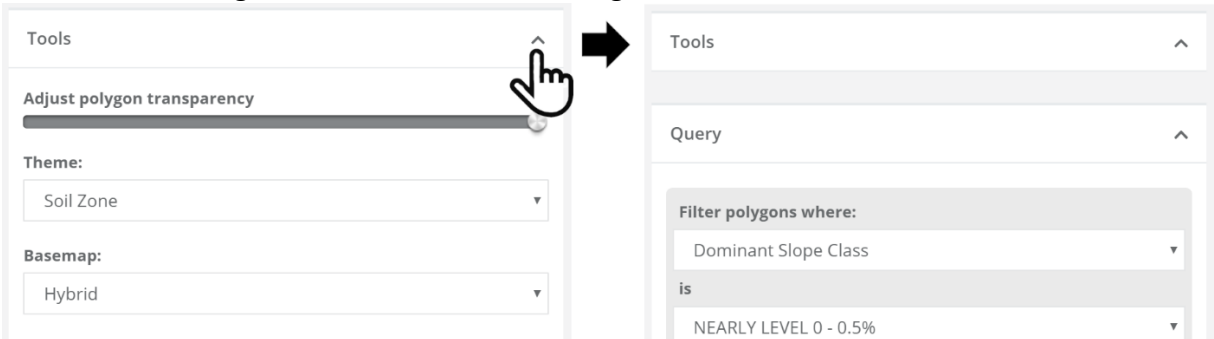 Tools
Adjust polygon transparency
Theme:
Soil Zone
Basemap:
Hybrid
Tools
Query
Filter polygons where:
Dominant Slope Class
is
NEARLY LEVEL 0 - 0.5%